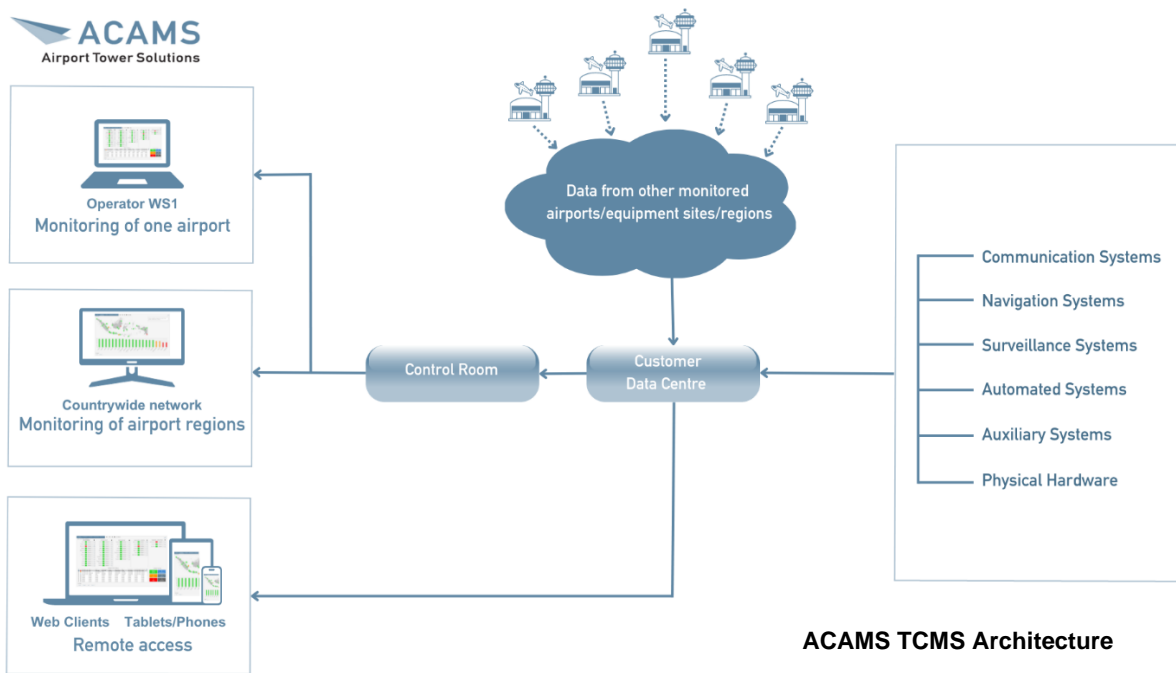 ACAMS
Airport Tower Solutions
Operator WS1
Monitoring of one airport
Countrywide network
Monitoring of airport regions
Web Clients Tablets/Phones
Remote access
Data from other monitored
airports/equipment sites/regions
Control Room
Customer
Data Centre
Communication Systems
Navigation Systems
Surveillance Systems
Automated Systems
Auxiliary Systems
Physical Hardware
ACAMS TCMS Architecture